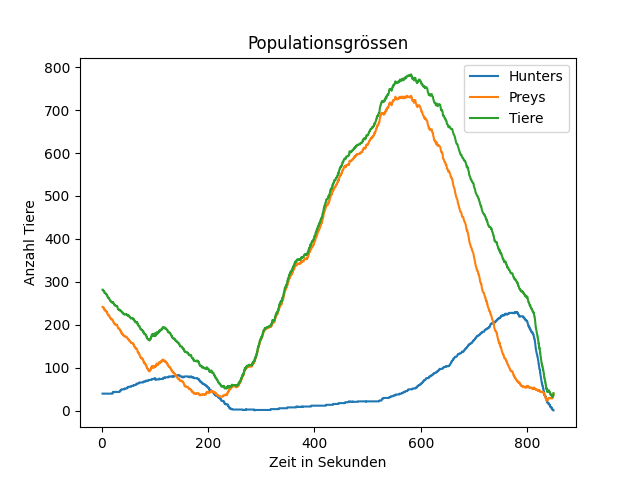 Populationsgrössen
Hunters
Preys
Tiere
Anzahl Tiere
800
700
600
500
400
300
200
100
0
0 200 400 600 800
Zeit in Sekunden